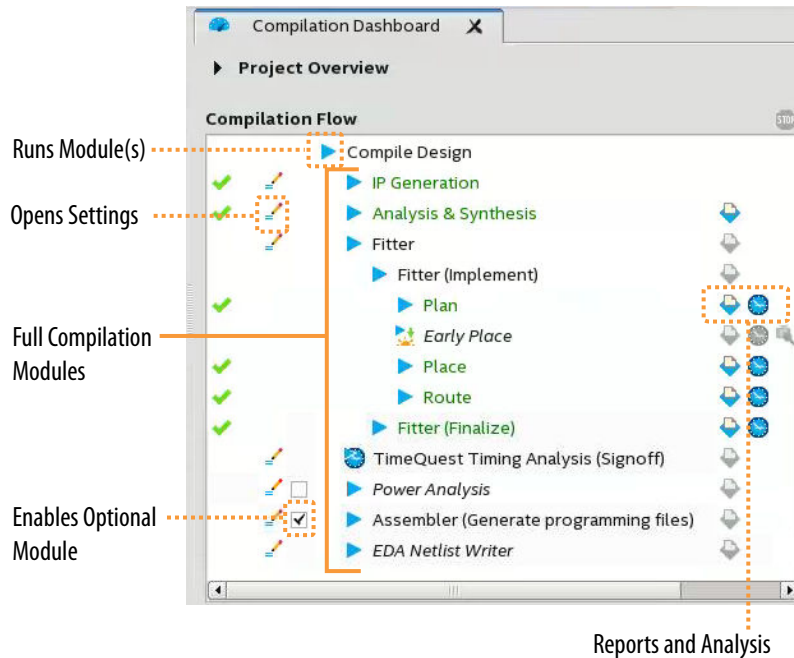 Compilation Dashboard
Project Overview
Compilation Flow
STOP
Runs Module(s)
Compile Design
IP Generation
Opens Settings
Analysis & Synthesis
Fitter
Fitter (Implement)
Plan
Full Compilation
Modules
Early Place
Place
Route
Fitter (Finalize)
TimeQuest Timing Analysis (Signoff)
Power Analysis
Enables Optional
Module
Assembler (Generate programming files)
EDA Netlist Writer
Reports and Analysis